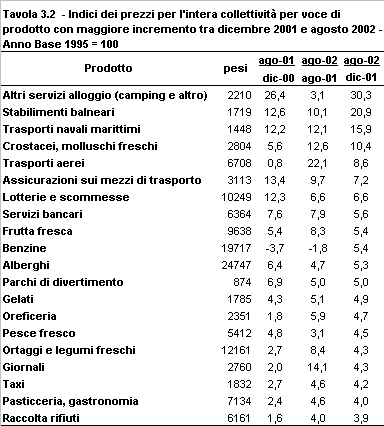 Tavola 3.2 - Indici dei prezzi per l'intera collettività per voce di
prodotto con maggiore incremento tra dicembre 2001 e agosto 2002 -
Anno Base 1995 = 100
Prodotto pesi ago-01 ago-02 ago-02
dic-00 ago-01 dic-01
Altri servizi alloggio (camping e altro) 2210 26,4 3,1 30,3
Stabilimenti balneari 1719 12,6 10,1 20,9
Trasporti navali marittimi 1448 12,2 12,1 15,9
Crostacei, molluschi freschi 2804 5,6 12,6 10,4
Trasporti aerei 6708 0,8 22,1 8,6
Assicurazioni sui mezzi di trasporto 3113 13,4 9,7 7,2
Lotterie e scommesse 10249 12,3 6,6 6,6
Servizi bancari 6364 7,6 7,9 5,6
Frutta fresca 9638 5,4 8,3 5,4
Benzine 19717 -3,7 -1,8 5,4
Alberghi 24747 6,4 4,7 5,3
Parchi di divertimento 874 6,9 5,0 5,0
Gelati 1785 4,3 5,1 4,9
Oreficeria 2351 1,8 5,9 4,7
Pesce fresco 5412 4,8 3,1 4,5
Ortaggi e legumi freschi 12161 2,7 8,4 4,3
Giornali 2760 2,0 14,1 4,3
Taxi 1832 2,7 4,6 4,2
Pasticceria, gastronomia 7134 2,4 4,6 4,0
Raccolta rifiuti 6161 1,6 4,0 3,9